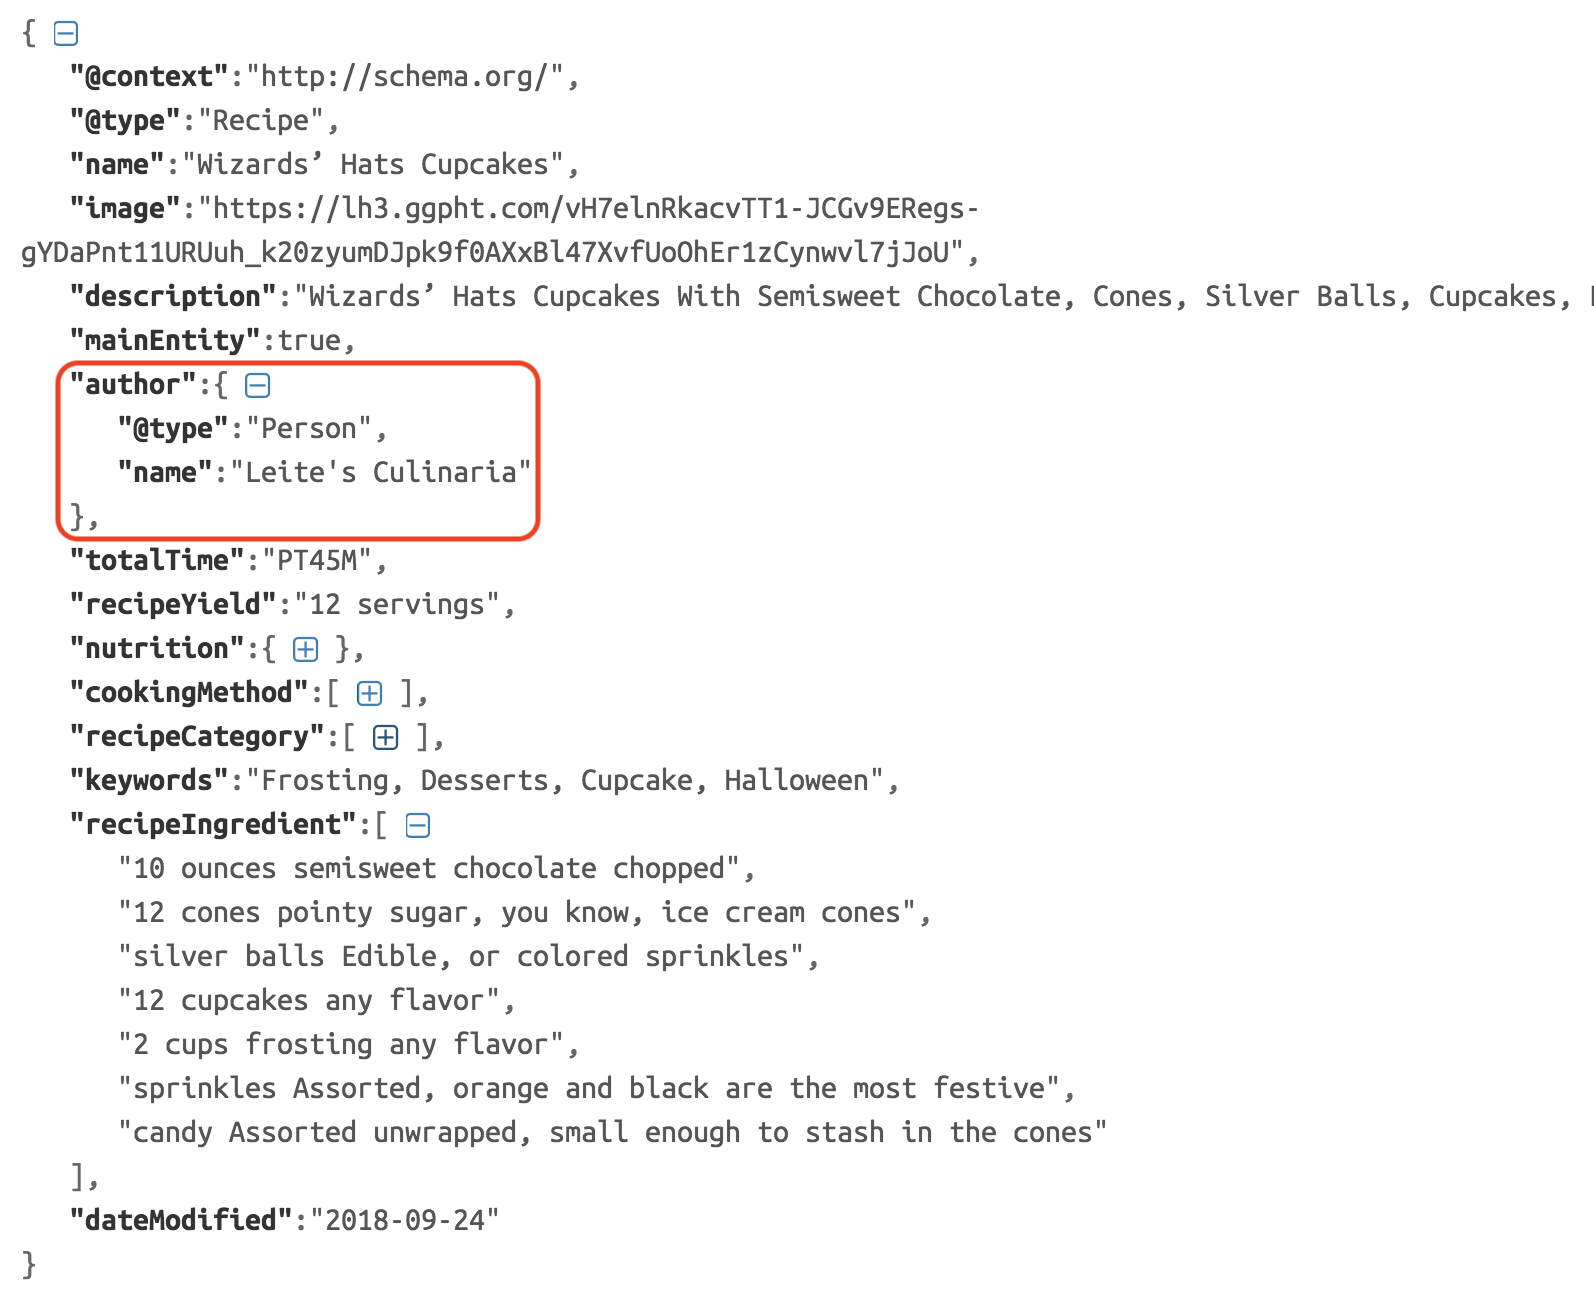 {
"@context":"http://schema.org/",
"@type":"Recipe",
"name":"Wizards’ Hats Cupcakes",
"image":"https://lh3.ggpht.com/vH7elnRkacvTT1-JCGv9ERegs-
gYDaPnt11URUuh_k20zyumDJpk9f0AXxBl47XvfUoOhEr1zCynwvl7jJoU",
"description":"Wizards’ Hats Cupcakes With Semisweet Chocolate, Cones, Silver Balls, Cupcakes,
"mainEntity":true,
"author":{
"@type":"Person",
"name":"Leite's Culinaria"
},
"totalTime":"PT45M",
"recipeYield":"12 servings",
"nutrition":{ },
"cookingMethod":[ ],
"recipeCategory":[ ],
"keywords":"Frosting, Desserts, Cupcake, Halloween",
"recipeIngredient":[
"10 ounces semisweet chocolate chopped",
"12 cones pointy sugar, you know, ice cream cones",
"silver balls Edible, or colored sprinkles",
"12 cupcakes any flavor",
"2 cups frosting any flavor",
"sprinkles Assorted, orange and black are the most festive",
"candy Assorted unwrapped, small enough to stash in the cones"
],
"dateModified":"2018-09-24"
}